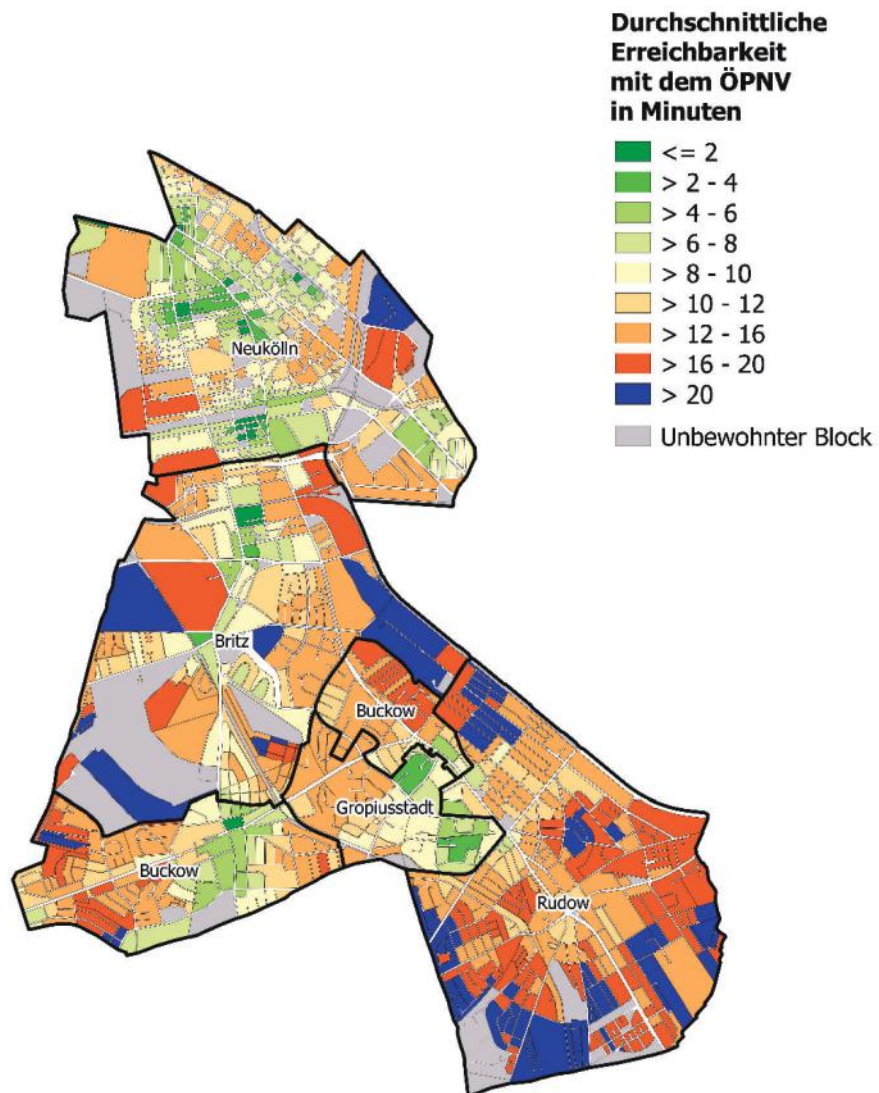 Durchschnittliche
Erreichbarkeit
mit dem ÖPNV
in Minuten
<= 2
> 2 - 4
> 4 - 6
> 6 - 8
> 8 - 10
> 10 - 12
> 12 - 16
> 16 - 20
> 20
Unbewohnter Block
Neukölln
Britz
Buckow
Gropiusstadt
Buckow
Rudow